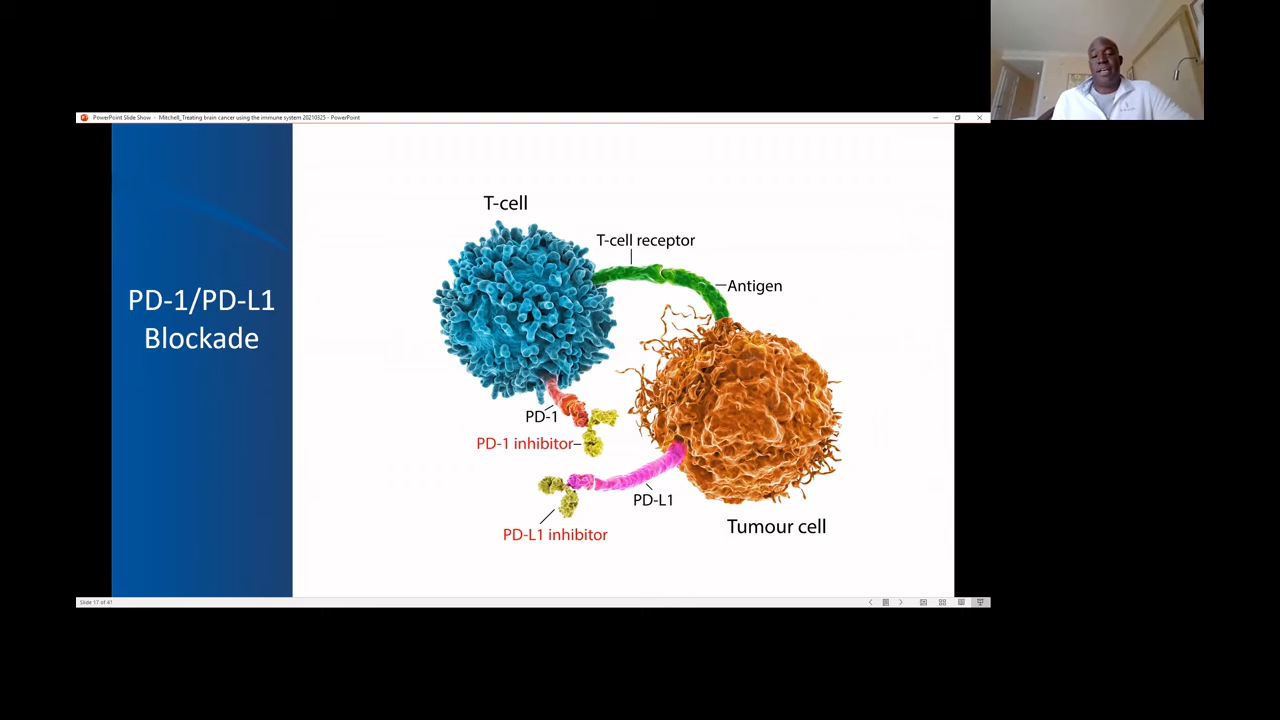 PowerPoint Slide Show - Mitchell_Treating brain cancer using the immune system 20210325 - PowerPoint
PD-1/PD-L1
Blockade
T-cell
T-cell receptor
Antigen
PD-1
PD-1 inhibitor
PD-L1
PD-L1 inhibitor
Tumour cell
Slide 17 of 41